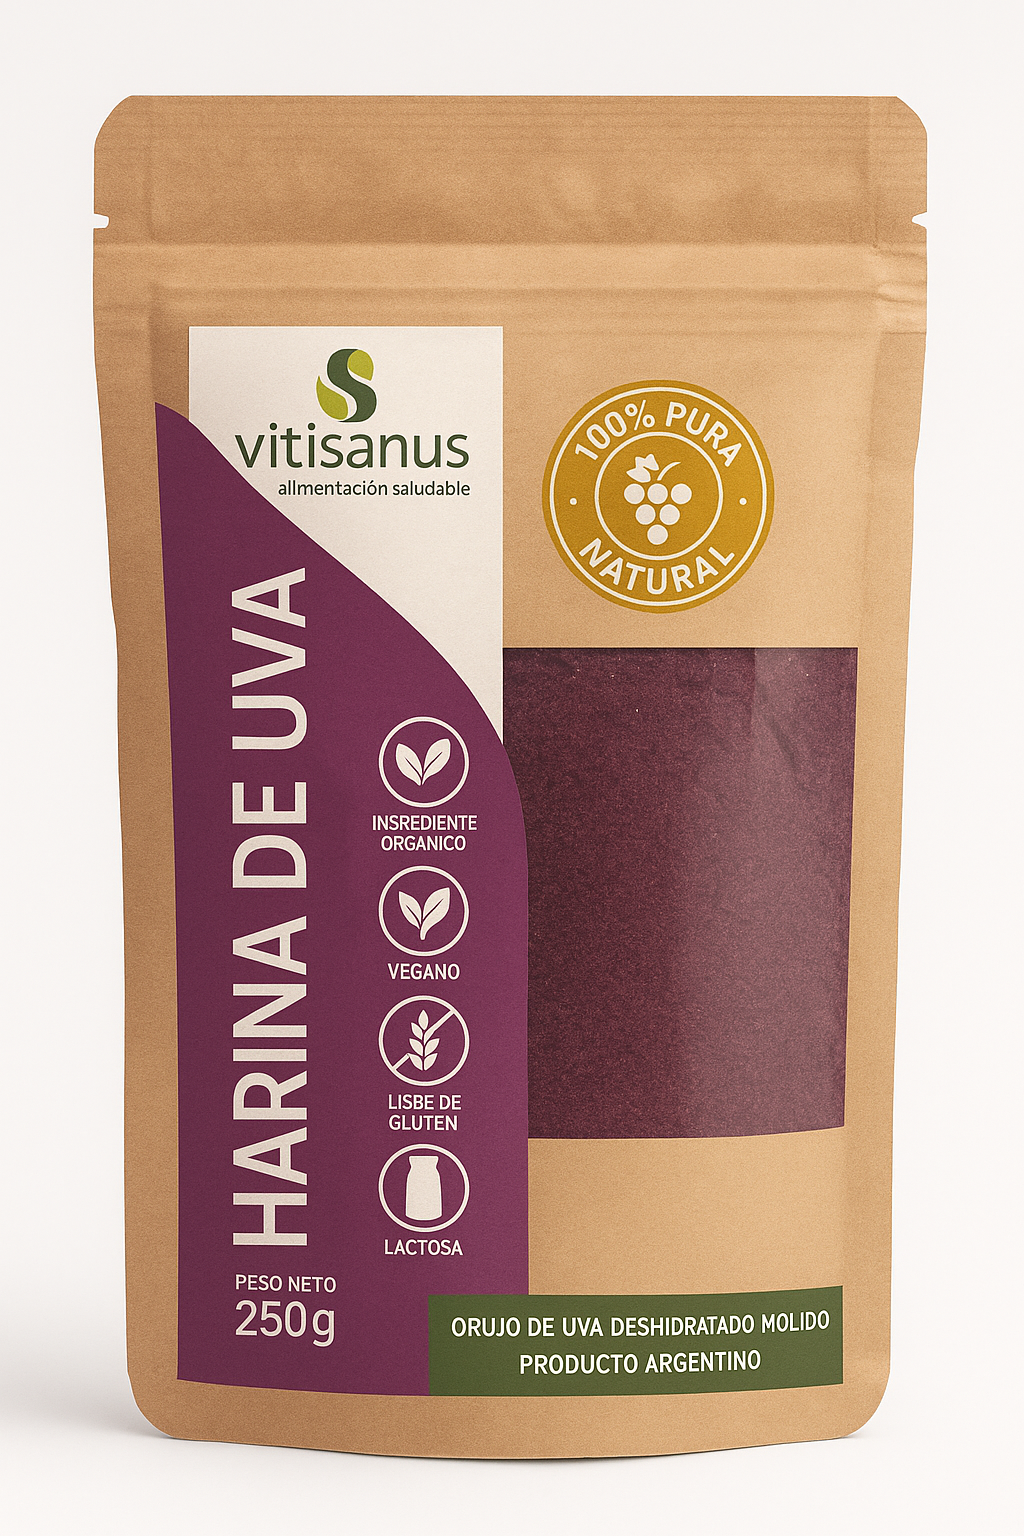 vitisanus
allmentación saludable
100% PURA
NATURAL
HARINA DE UVA
INSREDIENTE
ORGANICO
VEGANO
LISBE DE
GLUTEN
LACTOSA
PESO NETO
250g
ORUJO DE UVA DESHIDRATADO MOLIDO
PRODUCTO ARGENTINO